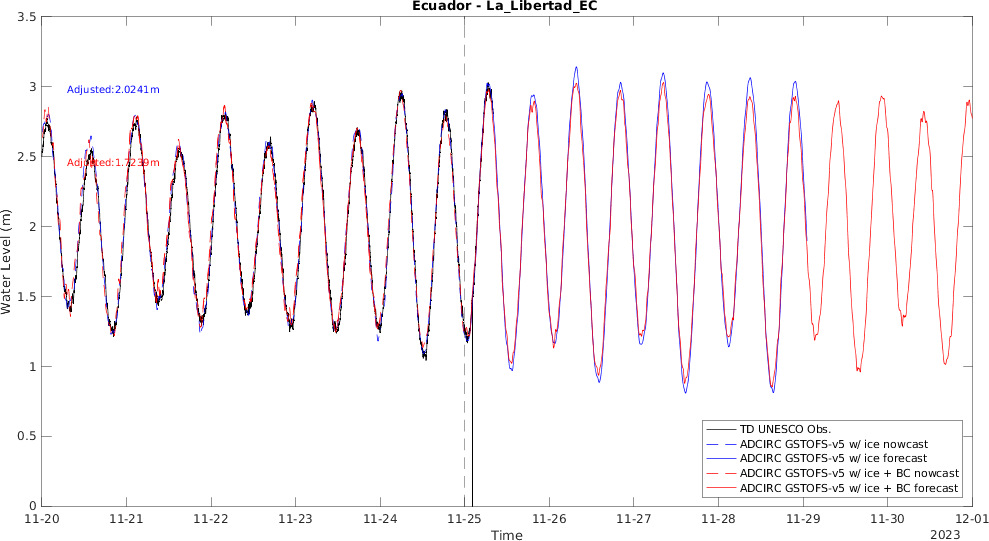 Ecuador - La_Libertad_EC
3.5
3
2.5
2
1.5
1
0.5
0
Water Level (m)
Adjusted:2.0241m
Adjusted:1.7239m
TD UNESCO Obs.
ADCIRC GSTOFS-v5 w/ ice nowcast
ADCIRC GSTOFS-v5 w/ ice forecast
ADCIRC GSTOFS-v5 w/ ice + BC nowcast
ADCIRC GSTOFS-v5 w/ ice + BC forecast
11-20 11-21 11-22 11-23 11-24 11-25 11-26 11-27 11-28 11-29 11-30 12-01
Time
2023